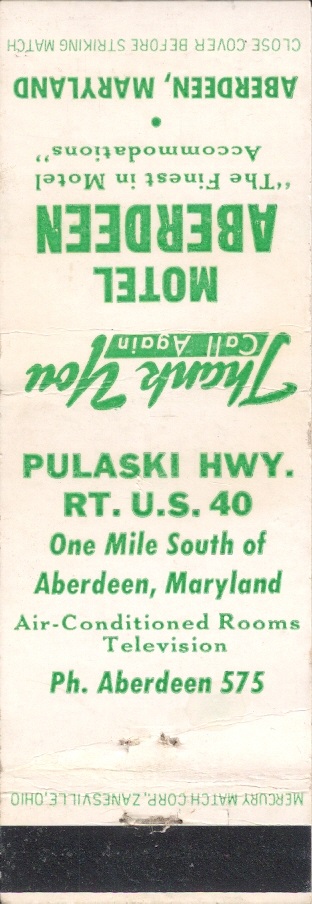 MOTEL
ABERDEEN
"The Finest in Motel
Accommodations"
•
ABERDEEN, MARYLAND
CLOSE COVER BEFORE STRIKING MATCH
Thank You
Call Again
PULASKI HWY.
RT. U.S. 40
One Mile South of
Aberdeen, Maryland
Air-Conditioned Rooms
Television
Ph. Aberdeen 575
MERCURY MATCH CORP., ZANESVILLE, OHIO